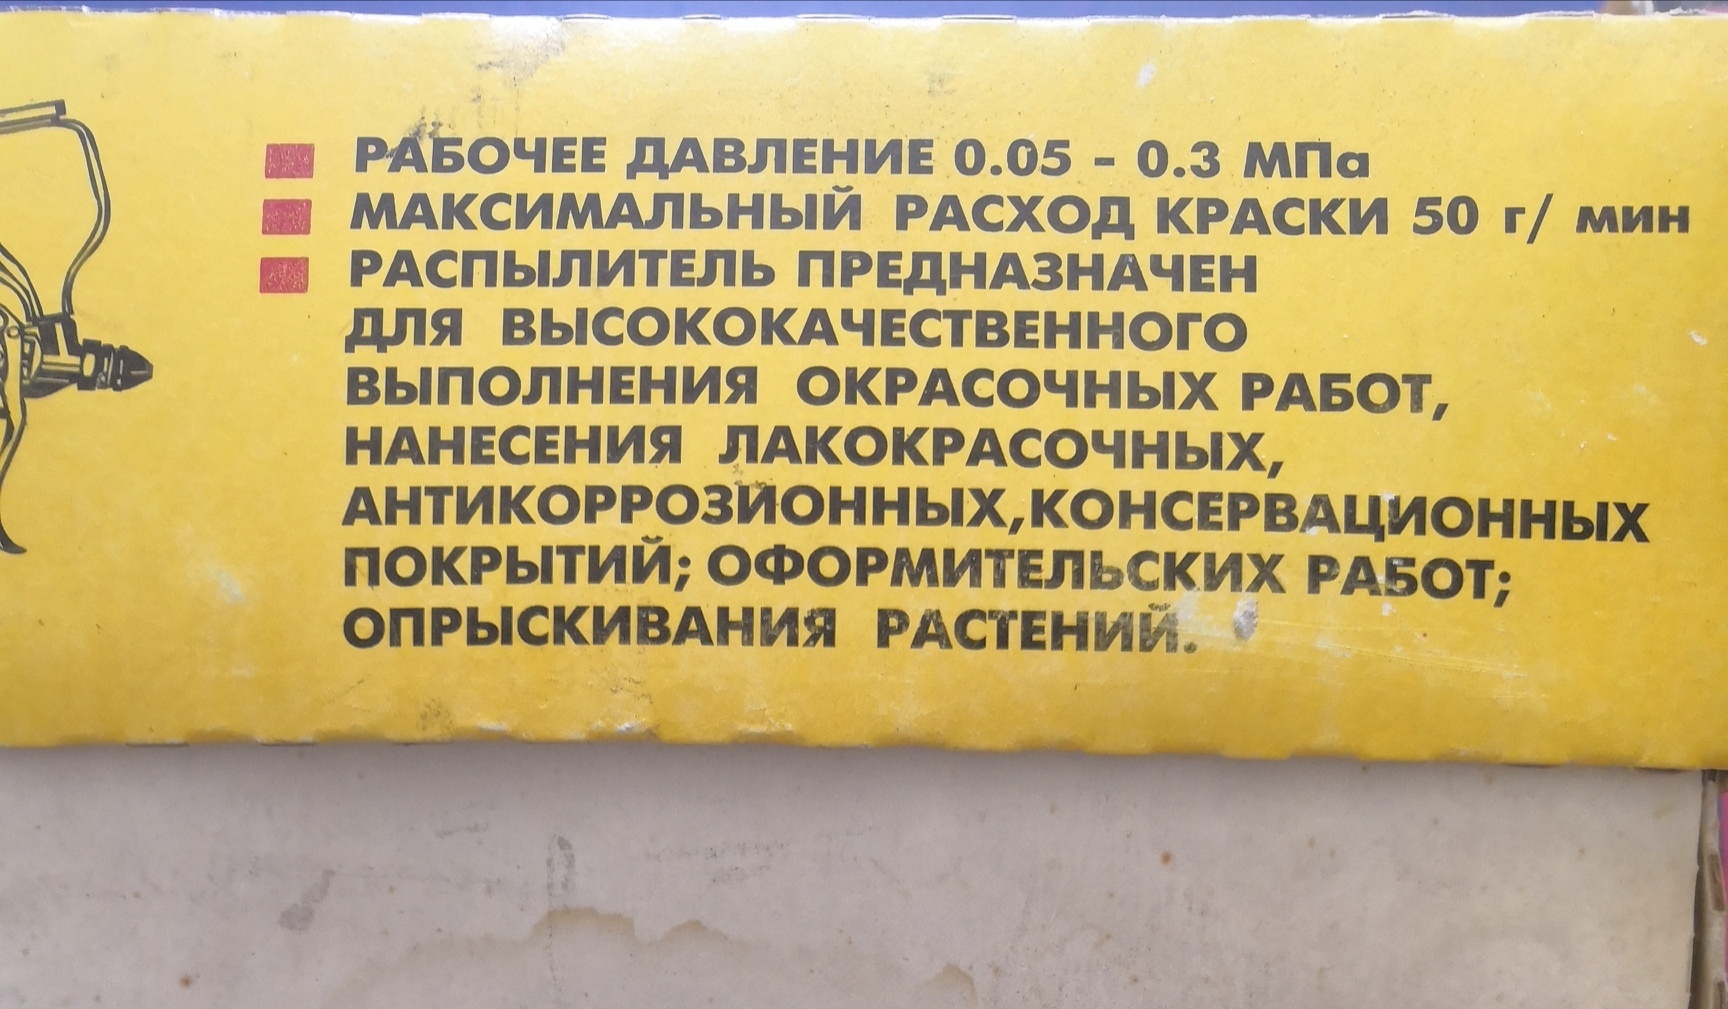 РАБОЧЕЕ ДАВЛЕНИЕ 0.05 – 0.3 МПа
МАКСИМАЛЬНЫЙ РАСХОД КРАСКИ 50 г/ мин
РАСПЫЛИТЕЛЬ ПРЕДНАЗНАЧЕН
ДЛЯ ВЫСОКОКАЧЕСТВЕННОГО
ВЫПОЛНЕНИЯ ОКРАСОЧНЫХ РАБОТ,
НАНЕСЕНИЯ ЛАКОКРАСОЧНЫХ,
АНТИКОРРОЗИОННЫХ,КОНСЕРВАЦИОННЫХ
ПОКРЫТИЙ; ОФОРМИТЕЛЬСКИХ РАБОТ;
ОПРЫСКИВАНИЯ РАСТЕНИЙ.